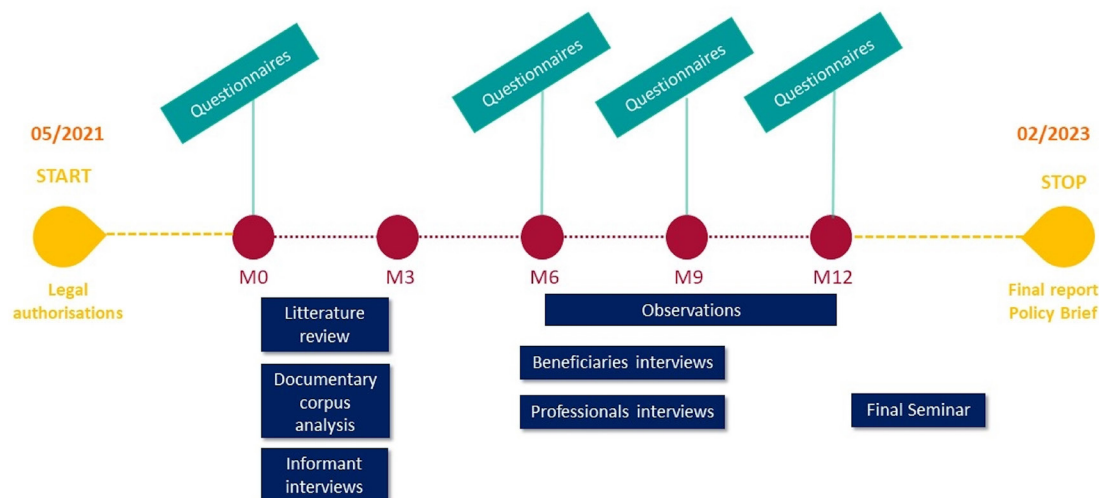 Questionnaires
Questionnaires
Questionnaires
Questionnaires
05/2021
START
02/2023
STOP
Legal
authorisations
M0
M3
M6
M9
M12
Final report
Policy Brief
Litterature
review
Observations
Documentary
corpus
analysis
Beneficiaries interviews
Professionals interviews
Final Seminar
Informant
interviews